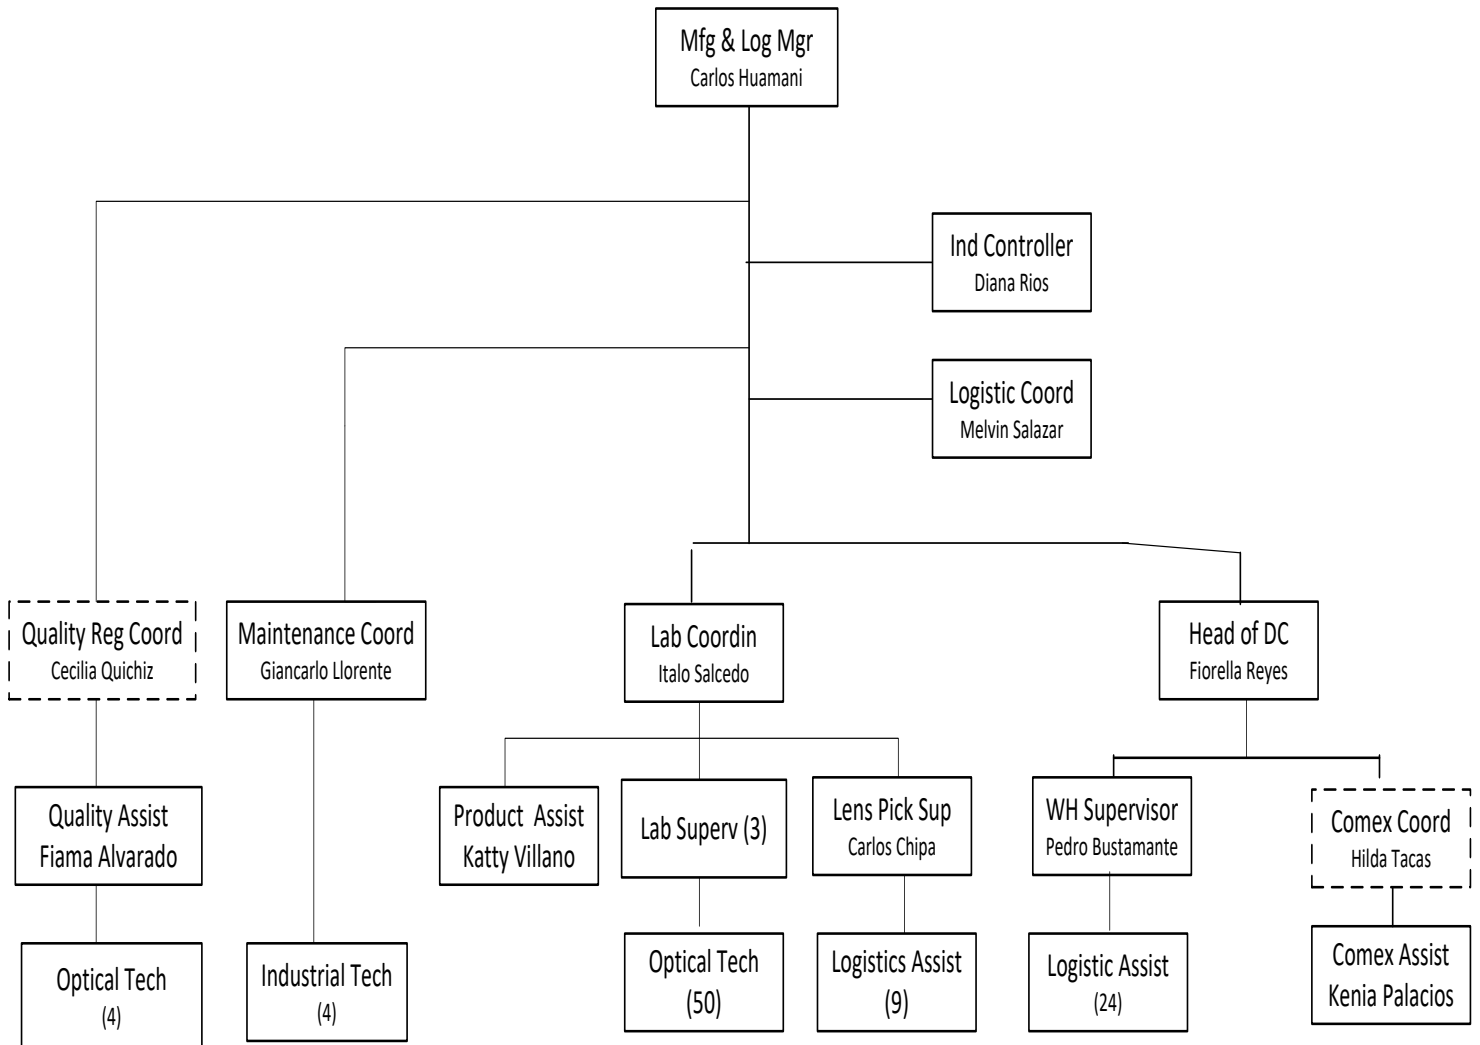 Mfg & Log Mgr
Carlos Huamani
Ind Controller
Diana Rios
Logistic Coord
Melvin Salazar
Quality Reg Coord
Cecilia Quichiz
Maintenance Coord
Giancarlo Llorente
Lab Coordin
Italo Salcedo
Head of DC
Fiorella Reyes
Quality Assist
Fiama Alvarado
Product Assist
Katty Villano
Lab Superv (3)
Lens Pick Sup
Carlos Chipa
WH Supervisor
Pedro Bustamante
Comex Coord
Hilda Tacas
Optical Tech
(4)
Industrial Tech
(4)
Optical Tech
(50)
Logistics Assist
(9)
Logistic Assist
(24)
Comex Assist
Kenia Palacios